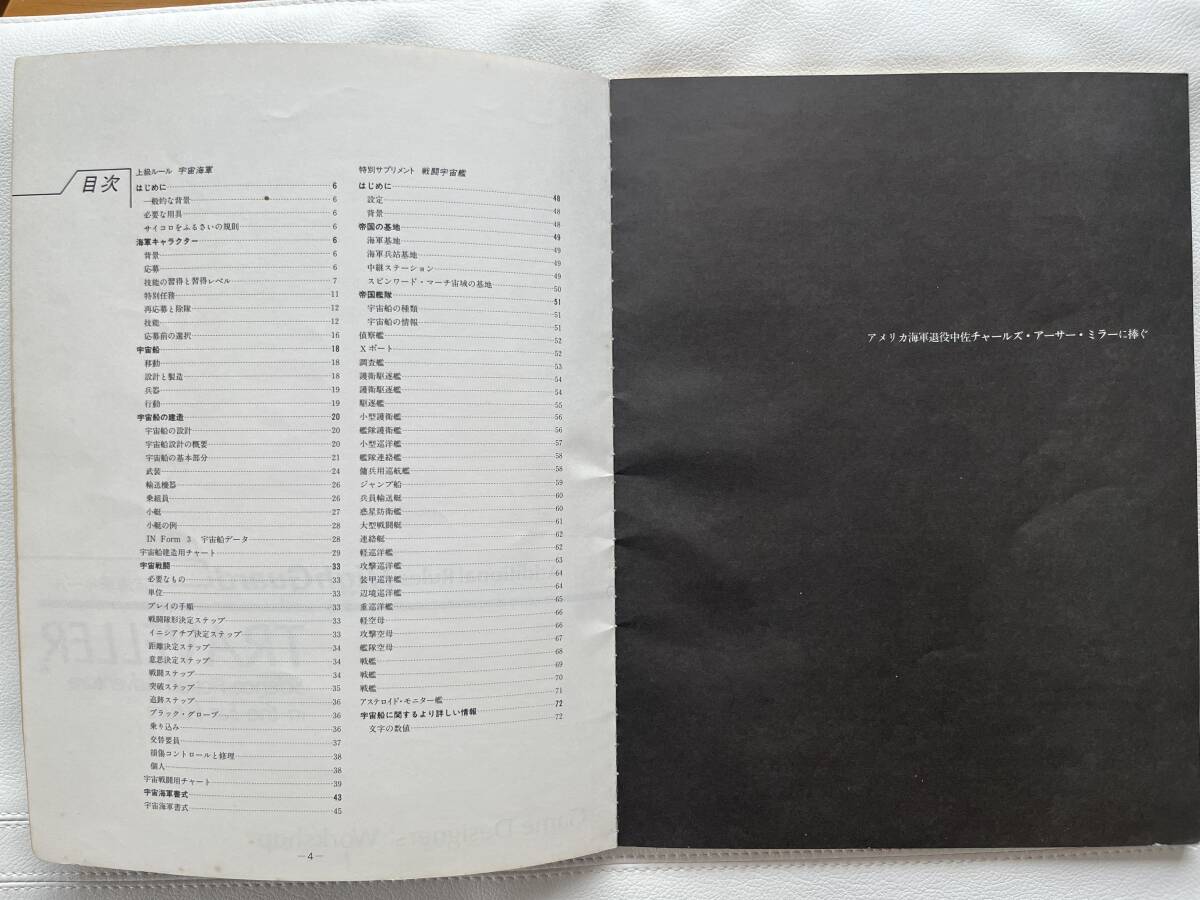 目次
上級ルール 宇宙海軍
はじめに 6
一般的な背景 6
必要な用具 6
サイコロをふるさいの規則 6
海軍キャラクター 6
背景 6
応募 6
技能の習得と習得レベル 7
特別任務 11
再応募と除隊 12
技能 12
応募前の選択 16
宇宙船 18
移動 18
設計と製造 18
兵器 19
行動 19
宇宙船の建造 20
宇宙船の設計 20
宇宙船設計の概要 20
宇宙船の基本部分 21
武装 24
輸送機器 26
乗組員 26
小艇 27
小艇の例 28
IN Form 3 宇宙船データ 28
宇宙船建造用チャート 29
宇宙戦闘 33
必要なもの 33
単位 33
プレイの手順 33
戦闘隊形決定ステップ 33
イニシアチブ決定ステップ 33
距離決定ステップ 34
意思決定ステップ 34
戦闘ステップ 34
突破ステップ 35
追跡ステップ 36
ブラック・グローブ 36
乗り込み 36
交替要員 37
損傷コントロールと修理 38
個人 38
宇宙戦闘用チャート 39
宇宙海軍書式 43
宇宙海軍書式 45
特別サプリメント 戦闘宇宙艦
はじめに 48
設定 48
背景 48
帝国の基地 49
海軍基地 49
海軍兵站基地 49
中継ステーション 49
スピンワード・マーチ宙域の基地 50
帝国艦隊 51
宇宙船の種類 51
宇宙船の情報 51
偵察艦 52
Xボート 52
調査艦 53
護衛駆逐艦 54
護衛駆逐艦 54
駆逐艦 55
小型護衛艦 56
艦隊護衛艦 56
小型巡洋艦 57
艦隊連絡艦 58
傭兵用巡航艦 58
ジャンプ船 59
兵員輸送艇 60
惑星防衛艦 60
大型戦闘艇 61
連絡艇 62
軽巡洋艦 62
攻撃巡洋艦 63
装甲巡洋艦 64
辺境巡洋艦 64
重巡洋艦 65
軽空母 66
攻撃空母 66
艦隊空母 68
戦艦 69
戦艦 70
戦艦 71
アステロイド・モニター艦 72
宇宙船に関するより詳しい情報 72
文字の数値
—4—
アメリカ海軍退役中佐チャールズ・アーサー・ミラーに捧ぐ